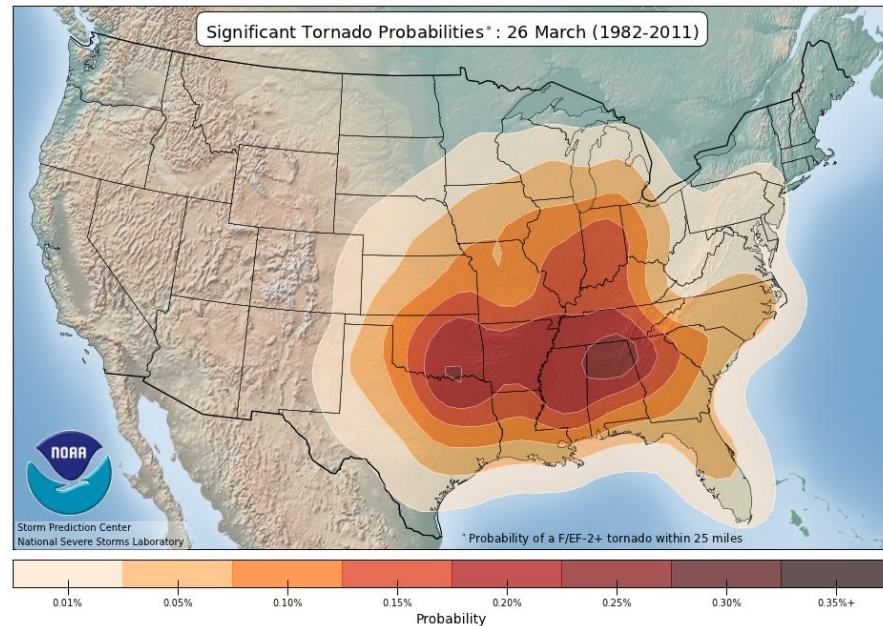 Significant Tornado Probabilities*: 26 March (1982-2011)
NOAA
Storm Prediction Center
National Severe Storms Laboratory
*Probability of a F/EF-2+ tornado within 25 miles
0.01% 0.05% 0.10% 0.15% 0.20% 0.25% 0.30% 0.35%+
Probability